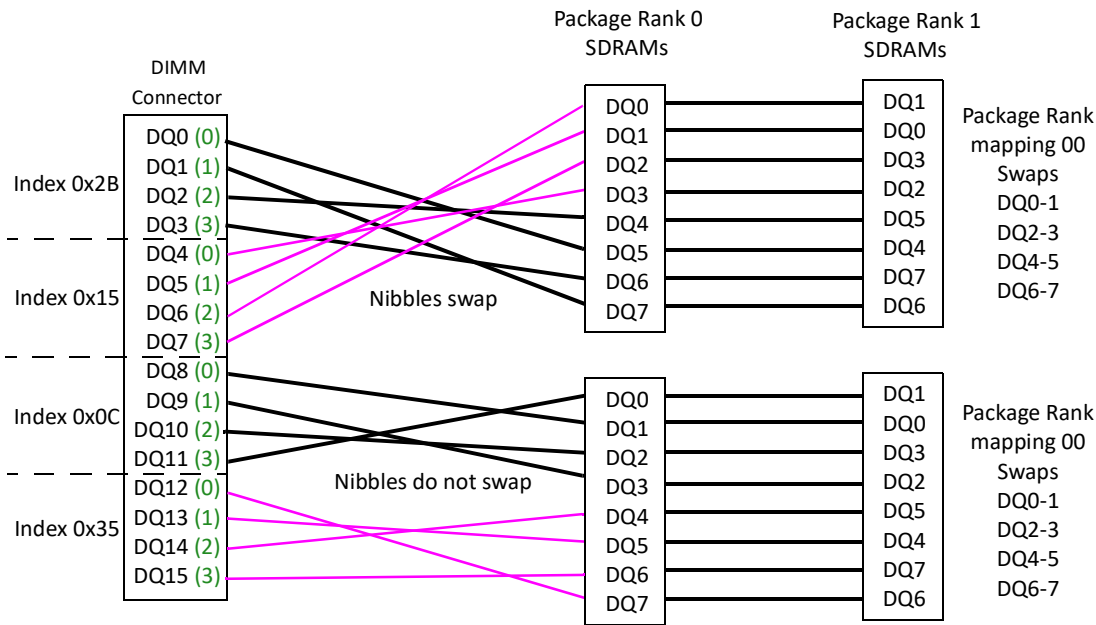 Package Rank 0
SDRAMs
Package Rank 1
SDRAMs
DIMM
Connector
DQ0 (0)
DQ1 (1)
DQ2 (2)
DQ3 (3)
DQ4 (0)
DQ5 (1)
DQ6 (2)
DQ7 (3)
DQ8 (0)
DQ9 (1)
DQ10 (2)
DQ11 (3)
DQ12 (0)
DQ13 (1)
DQ14 (2)
DQ15 (3)
Index 0x2B
Index 0x15
Index 0x0C
Index 0x35
Nibbles swap
Nibbles do not swap
DQ0
DQ1
DQ2
DQ3
DQ4
DQ5
DQ6
DQ7
DQ1
DQ0
DQ3
DQ2
DQ5
DQ4
DQ7
DQ6
Package Rank
mapping 00
Swaps
DQ0-1
DQ2-3
DQ4-5
DQ6-7
DQ0
DQ1
DQ2
DQ3
DQ4
DQ5
DQ6
DQ7
DQ1
DQ0
DQ3
DQ2
DQ5
DQ4
DQ7
DQ6
Package Rank
mapping 00
Swaps
DQ0-1
DQ2-3
DQ4-5
DQ6-7